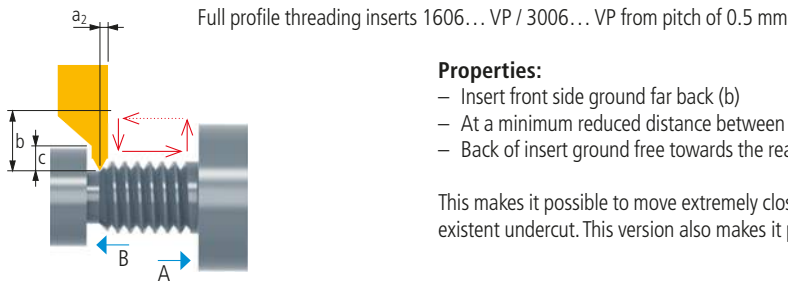 Full profile threading inserts 1606… VP / 3006… VP from pitch of 0.5 mm
a2
b
c
B
A
Properties:
– Insert front side ground far back (b)
– At a minimum reduced distance between
– Back of insert ground free towards the
This makes it possible to move extremely
existent undercut. This version also makes it